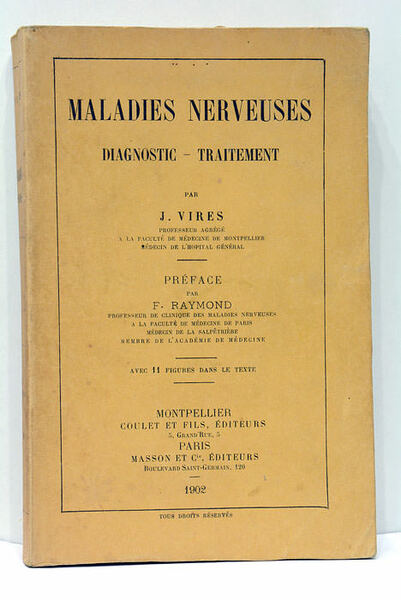 MALADIES NERVEUSES
DIAGNOSTIC – TRAITEMENT
PAR
J. VIRES
PROFESSEUR AGRÉGÉ
A LA FACULTÉ DE MÉDECINE DE MONTPELLIER
MÉDECIN DE L'HOPITAL GÉNÉRAL
PRÉFACE
PAR
F. RAYMOND
PROFESSEUR DE CLINIQUE DES MALADIES NERVEUSES
A LA FACULTÉ DE MÉDECINE DE PARIS
MÉDECIN DE LA SALPÊTRIÈRE
MEMBRE DE L'ACADÉMIE DE MÉDECINE
AVEC 11 FIGURES DANS LE TEXTE
MONTPELLIER
COULET ET FILS, ÉDITEURS
5, GRAND'RUE, 5
PARIS
MASSON ET Cie, ÉDITEURS
BOULEVARD SAINT-GERMAIN, 120
1902
TOUS DROITS RÉSERVÉS